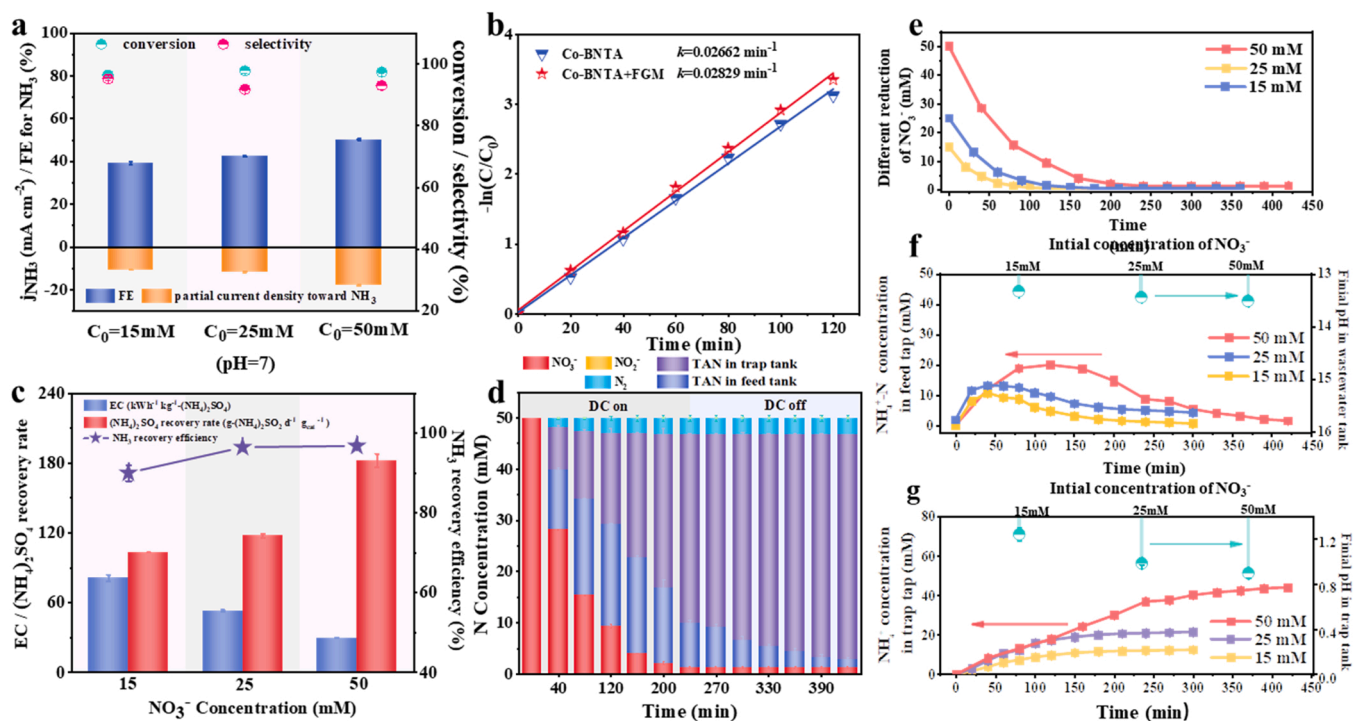 a
conversion
selectivity
jNH₃ (mA cm⁻²) / FE for NH₃ (%)
100
80
60
40
20
0
-20
conversion / selectivity (%)
100
80
60
40
20
FE
partial current density toward NH₃
C₀=15mM
C₀=25mM
C₀=50mM
(pH=7)
b
Co-BNTA k=0.02662 min⁻¹
Co-BNTA+FGM k=0.02829 min⁻¹
-ln(C/C₀)
4
3
2
1
0
0 20 40 60 80 100 120
Time (min)
c
EC (kWh⁻¹ kg⁻¹-(NH₄)₂SO₄)
(NH₄)₂ SO₄ recovery rate (g-(NH₄)₂SO₂ d⁻¹ gcat⁻¹)
NH₃ recovery efficiency
EC / (NH₄)₂SO₄ recovery rate
240
180
120
60
0
NH₃ recovery efficiency (%)
100
80
60
40
15 25 50
NO₃⁻ Concentration (mM)
NO₃⁻ NO₂⁻ TAN in trap tank
N₂ TAN in feed tank
d
DC on DC off
N Concentration (mM)
50
40
30
20
10
0
40 120 200 270 330 390
Time (min)
e
50 mM
25 mM
15 mM
Different reduction
of NO₃⁻ (mM)
50
40
30
20
10
0
0 50 100 150 200 250 300 350 400 450
Time
(min)
f
Intial concentration of NO₃⁻
15mM 25mM 50mM
NH₄⁺-N concentration
in feed tap (mM)
50
40
30
20
10
0
50 mM
25 mM
15 mM
13
14
15
16
Finial pH in wastewater tank
0 50 100 150 200 250 300 350 400 450
Time (min)
g
Intial concentration of NO₃⁻
15mM 25mM 50mM
NH₄⁺ concentration
in trap tap (mM)
80
60
40
20
0
50 mM
25 mM
15 mM
1.2
0.8
0.4
0.0
Finial pH in trap tank
0 50 100 150 200 250 300 350 400 450
Time (min)